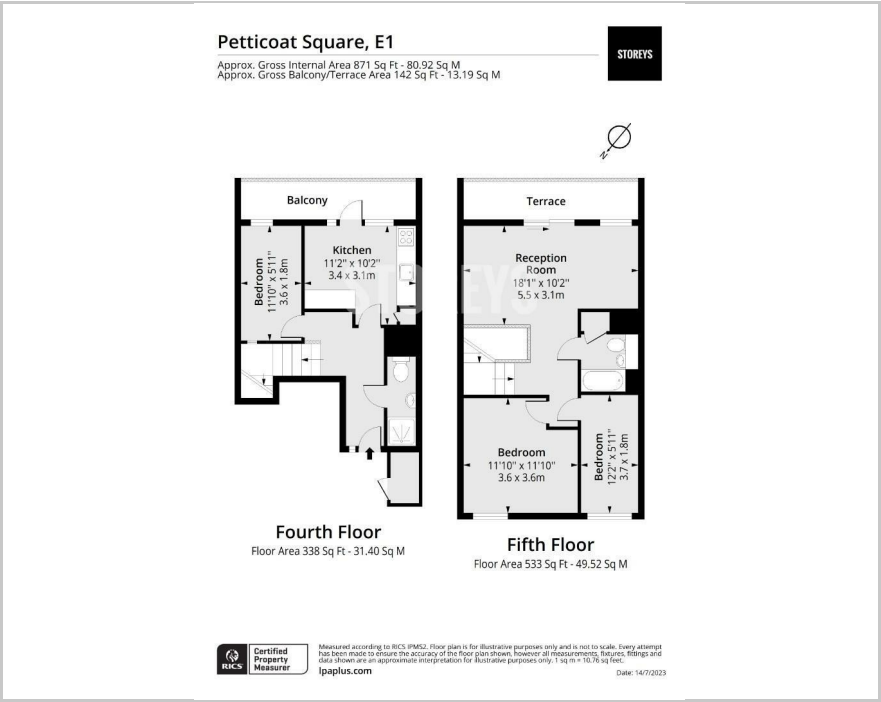 Petticoat Square, E1
Approx. Gross Internal Area 871 Sq Ft - 80.92 Sq M
Approx. Gross Balcony/Terrace Area 142 Sq Ft - 13.19 Sq M
STOREYS
N
Balcony
Bedroom
11'10" x 5'11"
3.6 x 1.8m
Kitchen
11'2" x 10'2"
3.4 x 3.1m
Terrace
Reception
Room
18'1" x 10'2"
5.5 x 3.1m
STOREYS
Bedroom
11'10" x 11'10"
3.6 x 3.6m
Bedroom
12'2" x 5'11"
3.7 x 1.8m
Fourth Floor
Floor Area 338 Sq Ft - 31.40 Sq M
Fifth Floor
Floor Area 533 Sq Ft - 49.52 Sq M
RICS
Certified
Property
Measurer
Measured according to RICS IPMS2. Floor plan is for illustrative purposes only and is not to scale. Every attempt
has been made to ensure the accuracy of the floor plan shown, however all measurements, fixtures, fittings and
data shown are an approximate interpretation for illustrative purposes only. 1 sq m = 10.76 sq feet.
lpaplus.com
Date: 14/7/2023